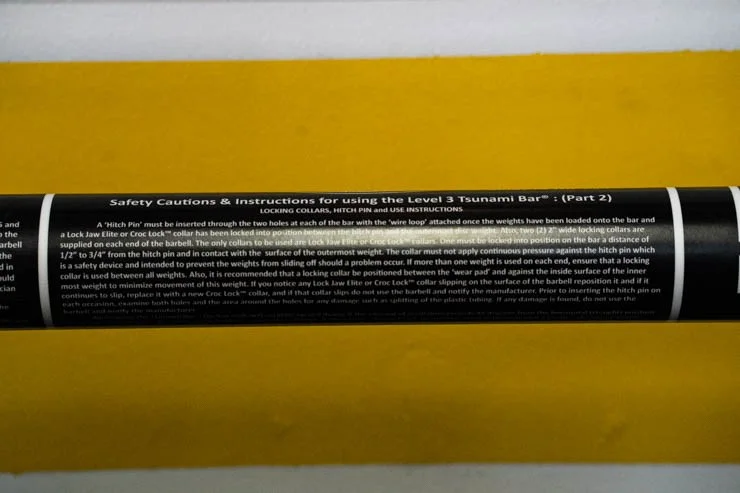 Safety Cautions & Instructions for using the Level 3 Tsunami Bar® : (Part 2)
LOCKING COLLARS, HITCH PIN and USE INSTRUCTIONS
A 'Hitch Pin' must be inserted through the two holes at each of the bar with the 'wire loop' attached once the weights have been loaded onto the bar and
a Lock Jaw Elite or Croc Lock™ collar has been locked into position between the hitch pin and the outermost disc weight. Also, two (2) 2" wide locking collars are
supplied on each end of the barbell. The only collars to be used are Lock Jaw Elite or Croc Lock™ collars. One must be locked into position on the bar a distance of
1/2" to 3/4" from the hitch pin and in contact with the surface of the outermost weight. The collar must not apply continuous pressure against the hitch pin which
is a safety device and intended to prevent the weights from sliding off should a problem occur. If more than one weight is used on each end, ensure that a locking
collar is used between all weights. Also, it is recommended that a locking collar be positioned between the 'wear pad' and against the inside surface of the inner
most weight to minimize movement of this weight. If you notice any Lock Jaw Elite or Croc Lock™ collar slipping on the surface of the barbell reposition it and if it
continues to slip, replace it with a new Croc Lock™ collar, and if that collar slips do not use the barbell and notify the manufacturer. Prior to inserting the hitch pin on
each occasion, examine both holes and the area around the holes for any damage such as splitting of the plastic tubing. If any damage is found, do not use the
barbell and notify the manufacturer.